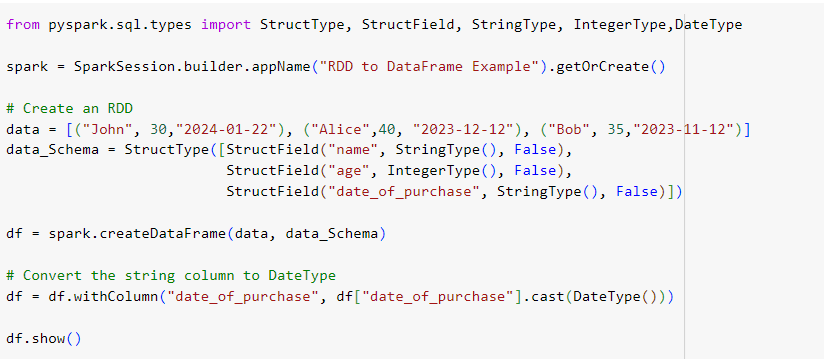 from pyspark.sql.types import StructType, StructField, StringType, IntegerType,DateType
spark = SparkSession.builder.appName("RDD to DataFrame Example").getOrCreate()
# Create an RDD
data = [("John", 30,"2024-01-22"), ("Alice",40, "2023-12-12"), ("Bob", 35,"2023-11-12")]
data_Schema = StructType([StructField("name", StringType(), False),
StructField("age", IntegerType(), False),
StructField("date_of_purchase", StringType(), False)])
df = spark.createDataFrame(data, data_Schema)
# Convert the string column to DateType
df = df.withColumn("date_of_purchase", df["date_of_purchase"].cast(DateType()))
df.show()